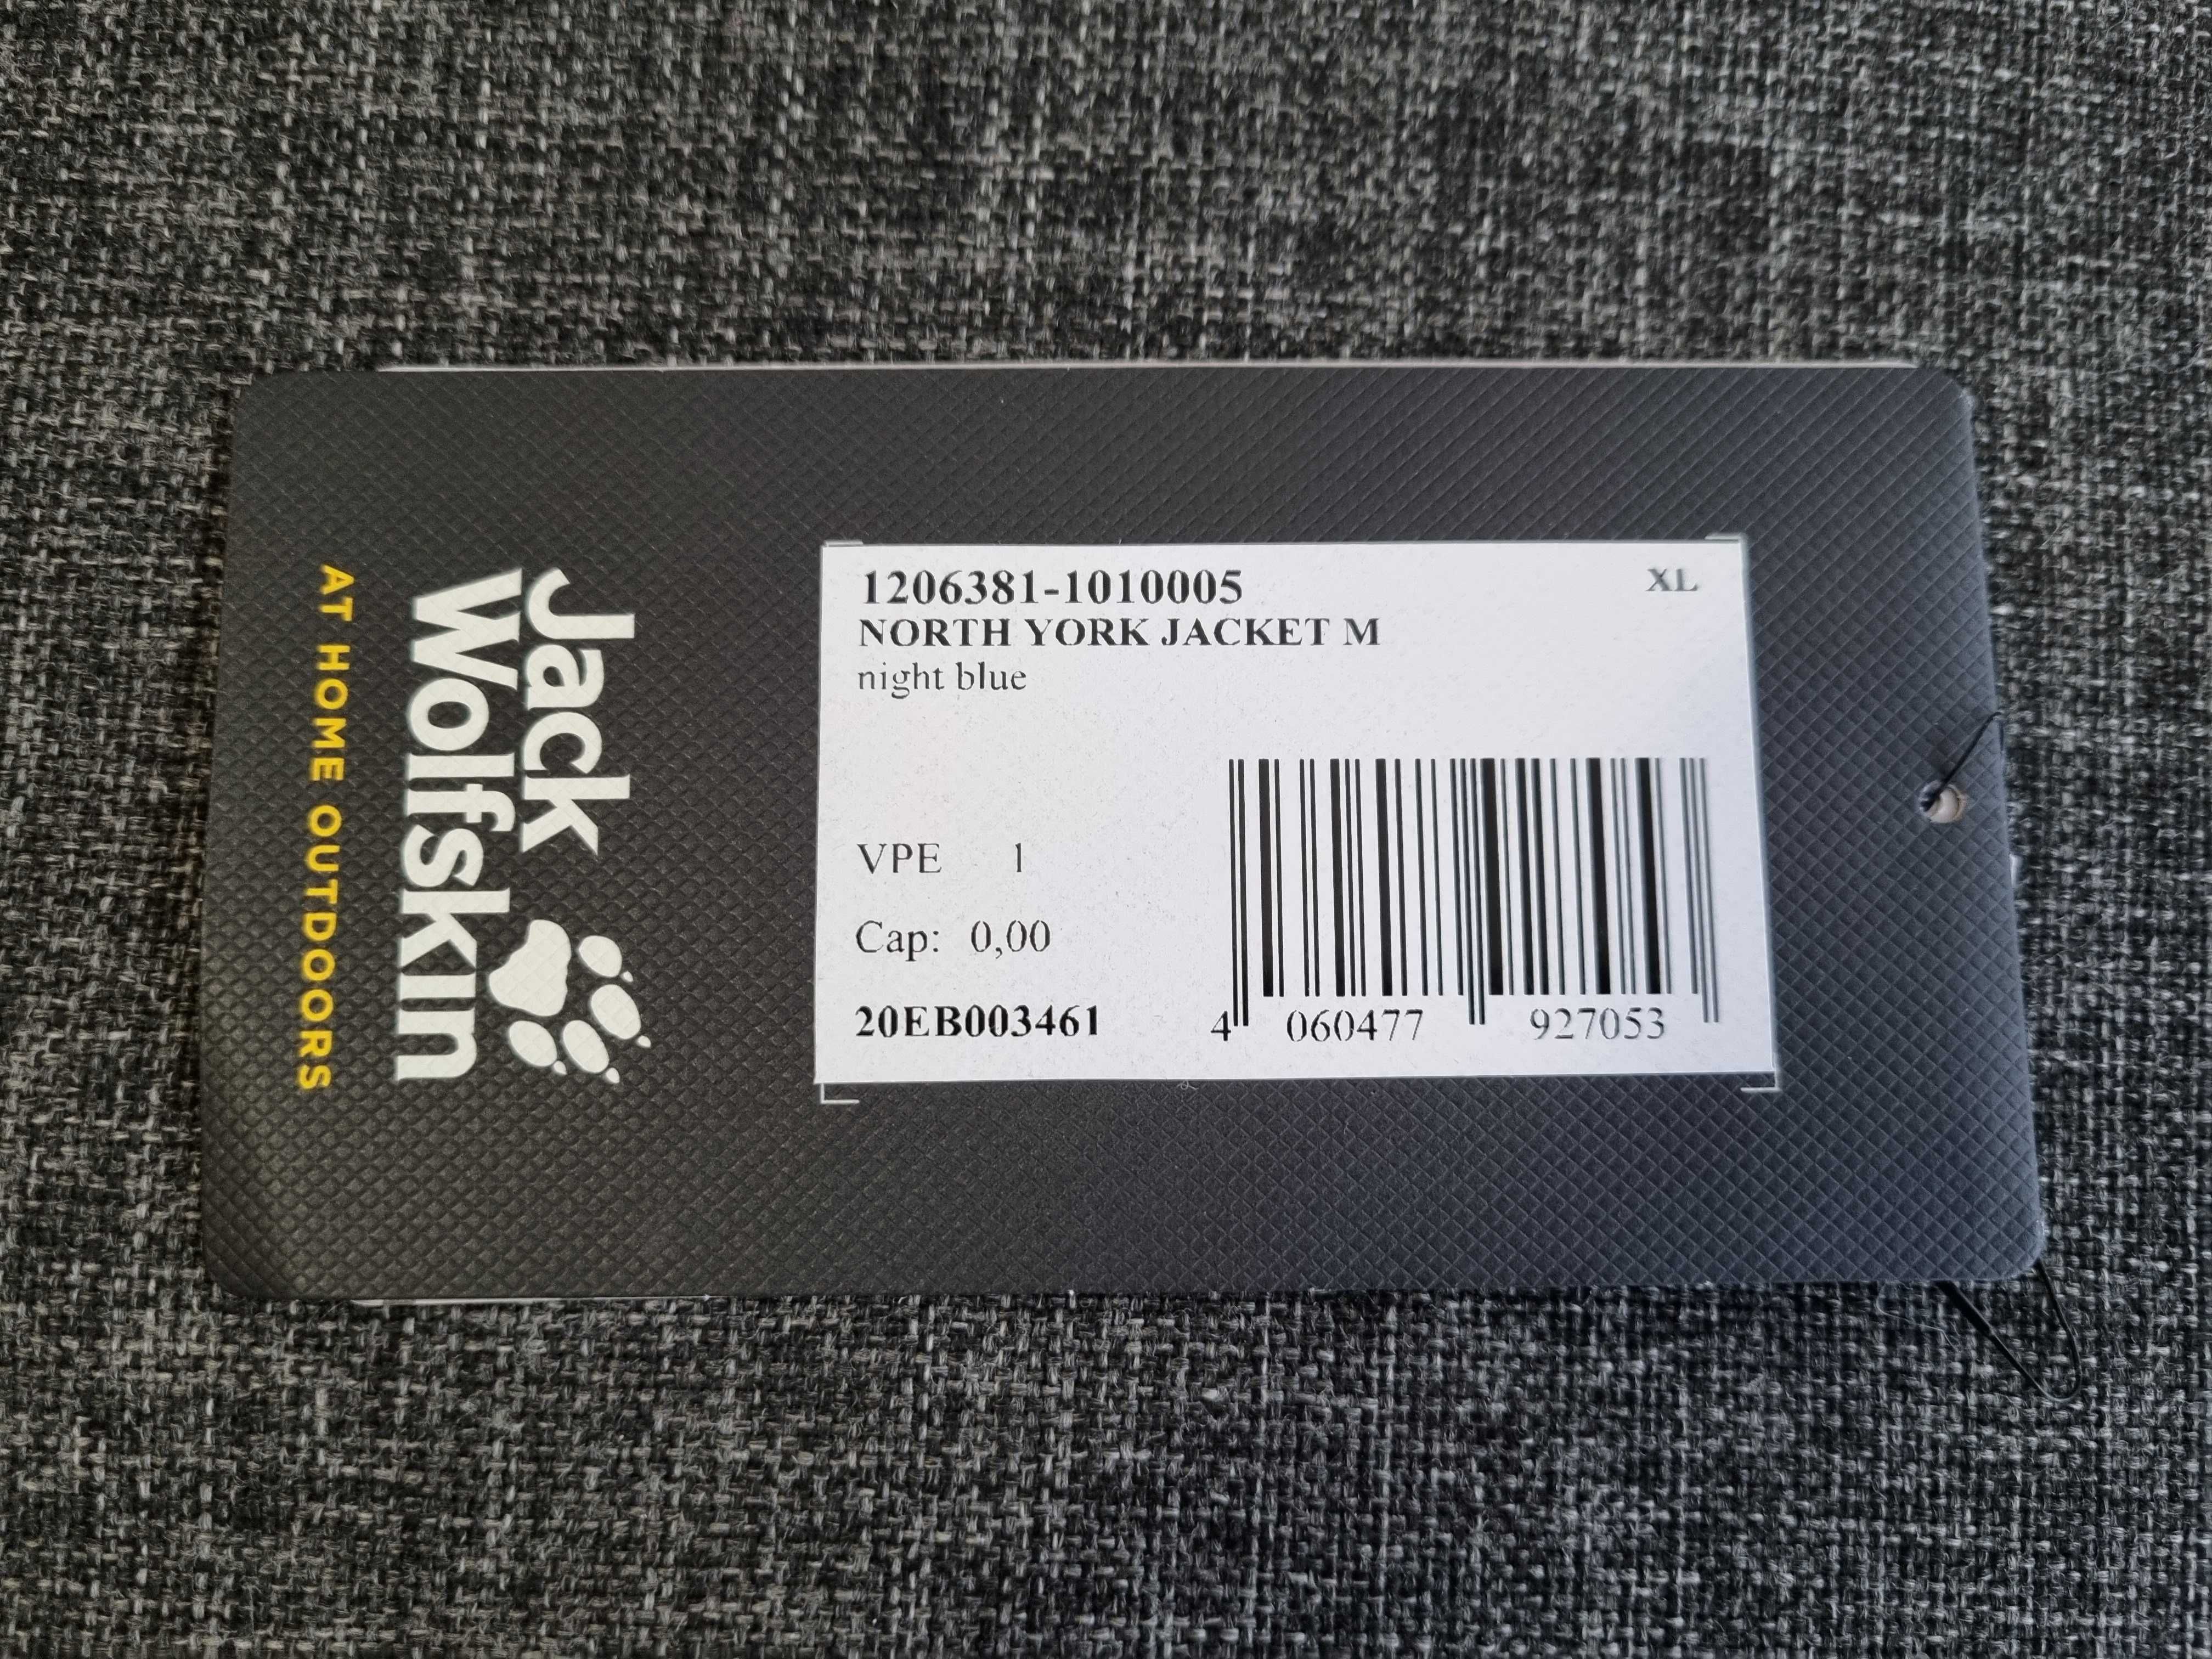 Jack
Wolfskin
AT HOME OUTDOORS
1206381-1010005 XL
NORTH YORK JACKET M
night blue
VPE 1
Cap: 0,00
20EB003461 4 060477 927053